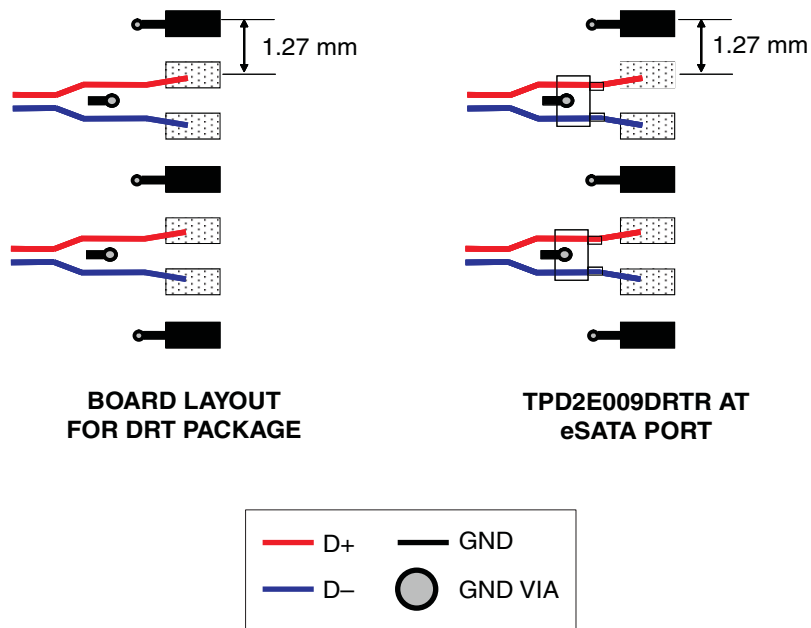 1.27 mm
1.27 mm
BOARD LAYOUT
FOR DRT PACKAGE
TPD2E009DRTR AT
eSATA PORT
D+
GND
D–
GND VIA